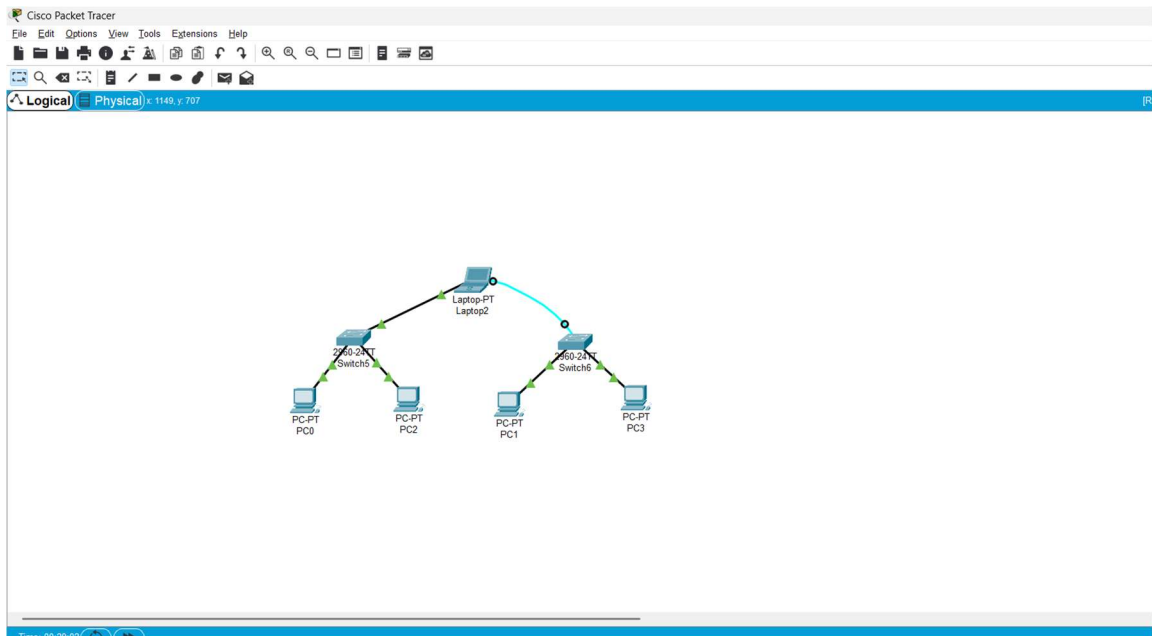 Cisco Packet Tracer
File Edit Options View Tools Extensions Help
Logical Physical x: 1149, y: 707
[R
Laptop-PT
Laptop2
2960-24TT
Switch5
2960-24TT
Switch6
PC-PT
PC0
PC-PT
PC2
PC-PT
PC1
PC-PT
PC3